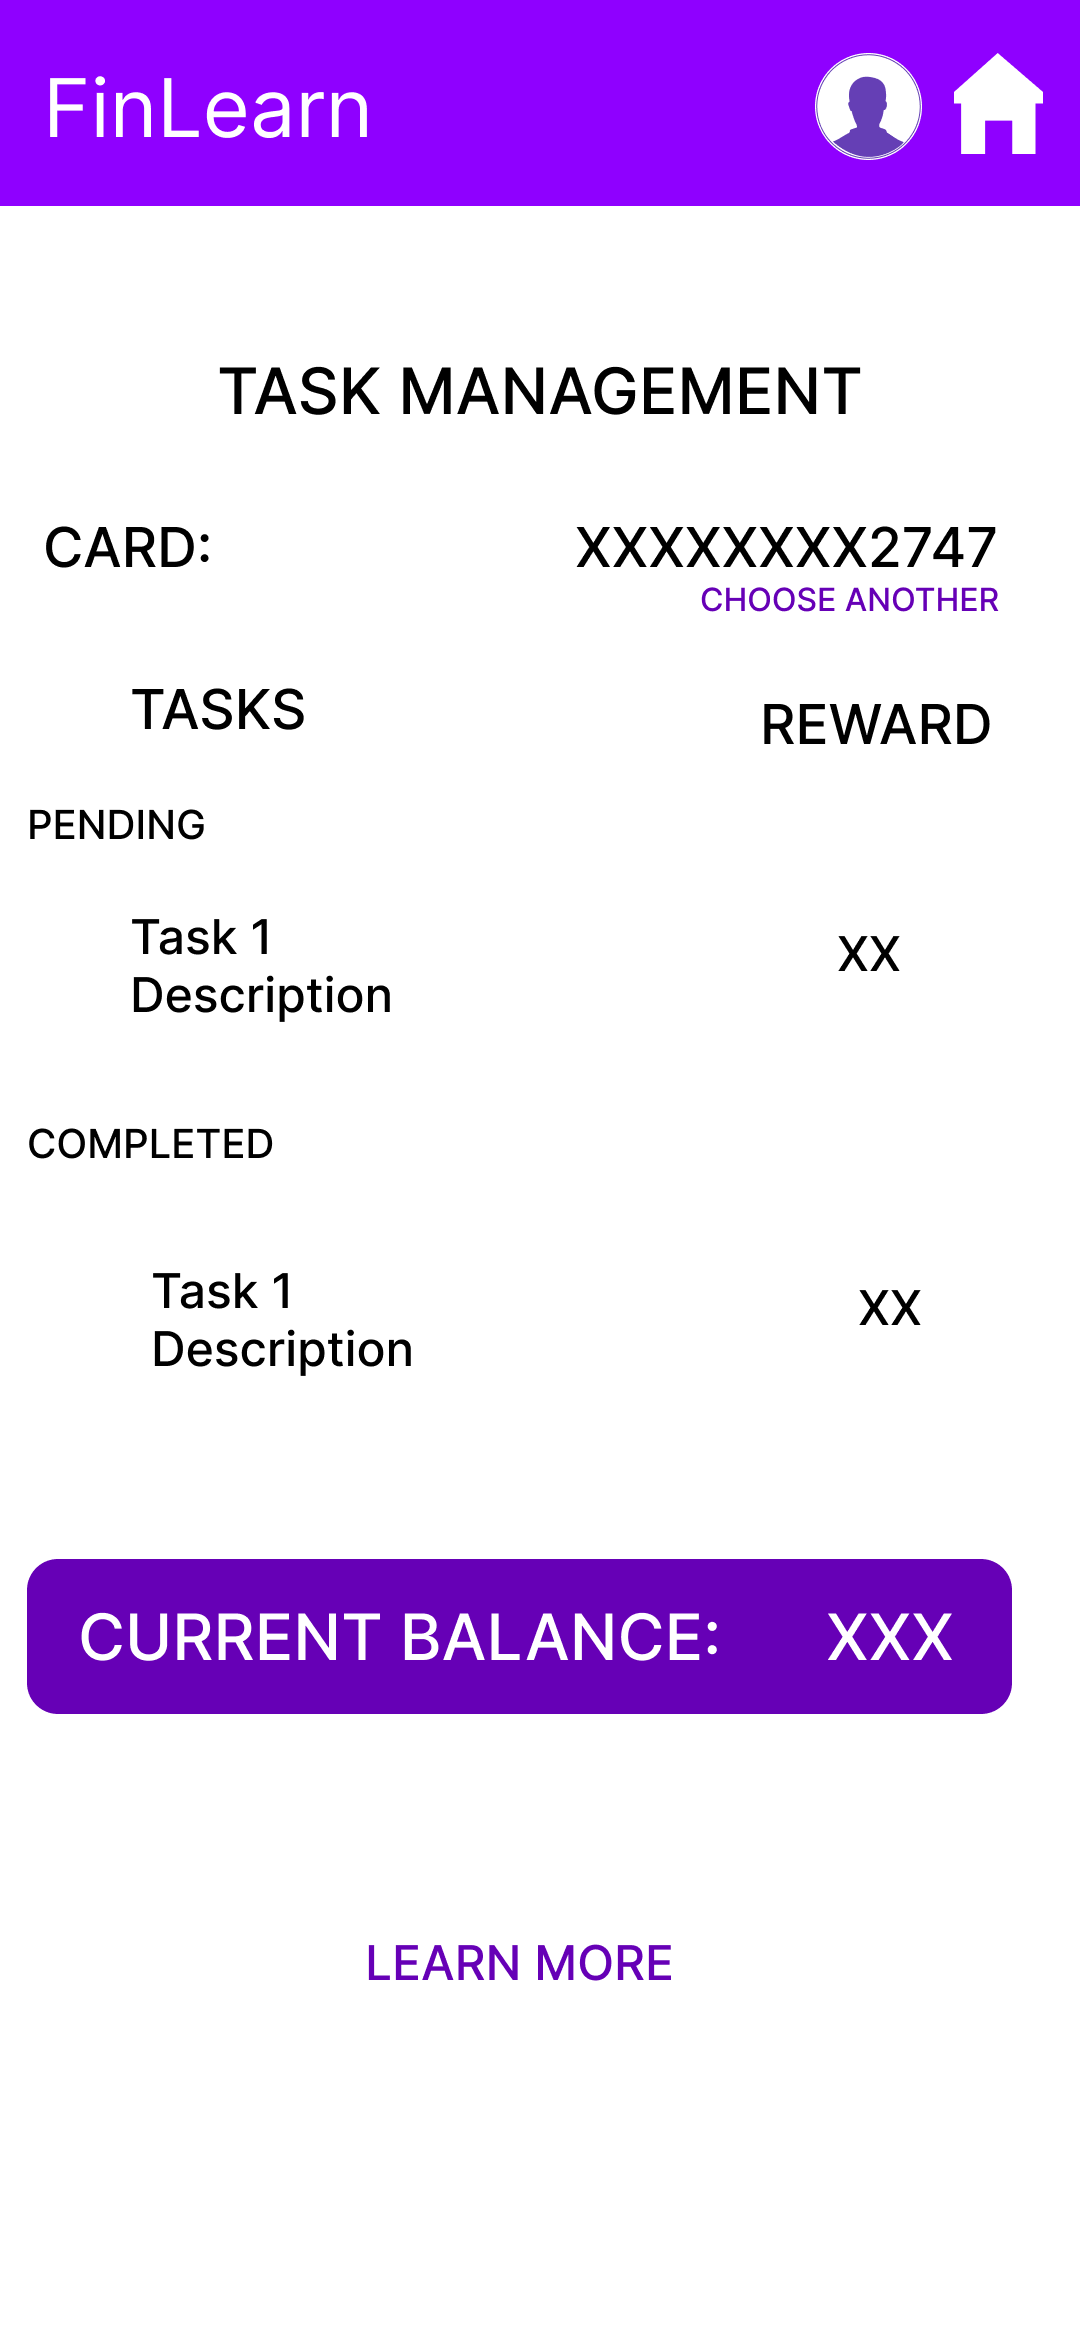 FinLearn
TASK MANAGEMENT
CARD: XXXXXXXX2747
CHOOSE ANOTHER
TASKS REWARD
PENDING
Task 1 XX
Description
COMPLETED
Task 1 XX
Description
CURRENT BALANCE: XXX
LEARN MORE